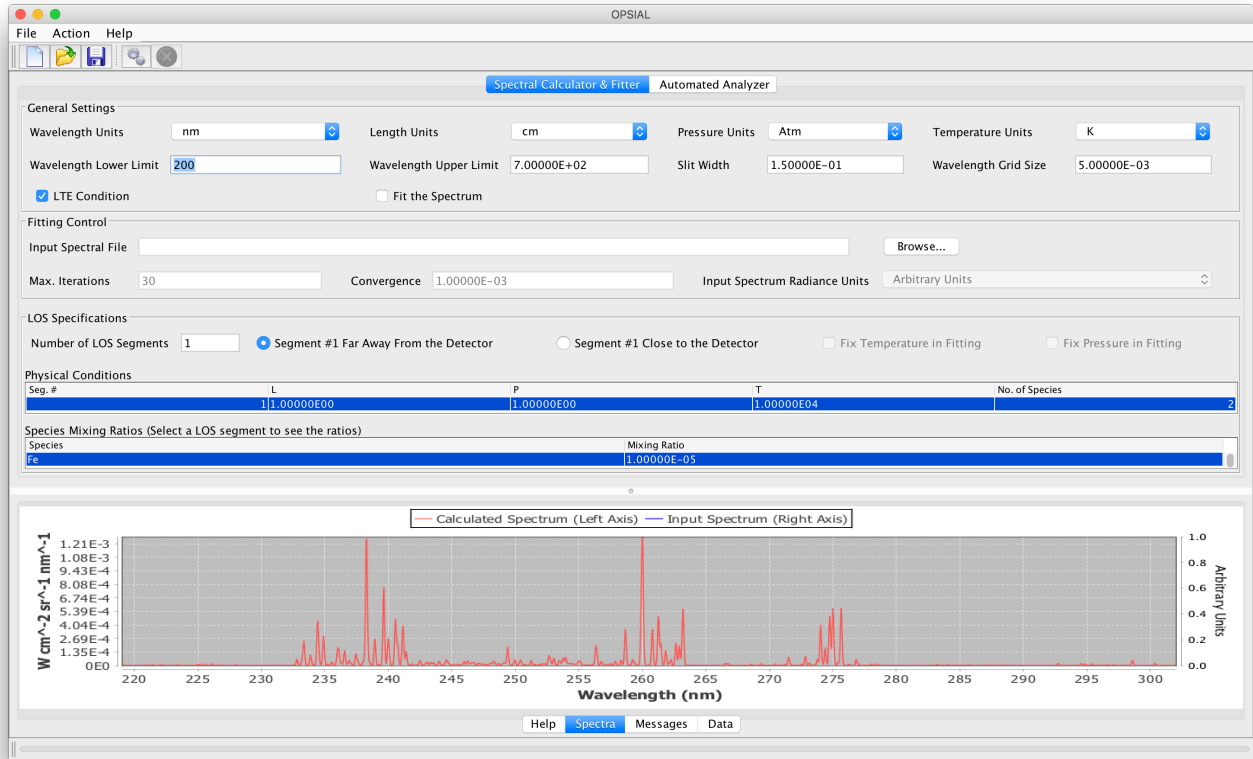 OPSIAL
File Action Help
Spectral Calculator & Fitter Automated Analyzer
General Settings
Wavelength Units nm Length Units cm Pressure Units Atm Temperature Units K
Wavelength Lower Limit 200 Wavelength Upper Limit 7.00000E+02 Slit Width 1.50000E-01 Wavelength Grid Size 5.00000E-03
LTE Condition Fit the Spectrum
Fitting Control
Input Spectral File Browse...
Max. Iterations 30 Convergence 1.00000E-03 Input Spectrum Radiance Units Arbitrary Units
LOS Specifications
Number of LOS Segments 1 Segment #1 Far Away From the Detector Segment #1 Close to the Detector Fix Temperature in Fitting Fix Pressure in Fitting
Physical Conditions
Seg. # L P T No. of Species
1 1.00000E00 1.00000E00 1.00000E04 2
Species Mixing Ratios (Select a LOS segment to see the ratios)
Species Mixing Ratio
Fe 1.00000E-05
Calculated Spectrum (Left Axis) Input Spectrum (Right Axis)
W cm^-2 sr^-1 nm^-1
1.21E-3
1.08E-3
9.43E-4
8.08E-4
6.74E-4
5.39E-4
4.04E-4
2.69E-4
1.35E-4
0E0
1.0
0.8
0.6
0.4
0.2
0.0
Arbitrary Units
220 225 230 235 240 245 250 255 260 265 270 275 280 285 290 295 300
Wavelength (nm)
Help Spectra Messages Data